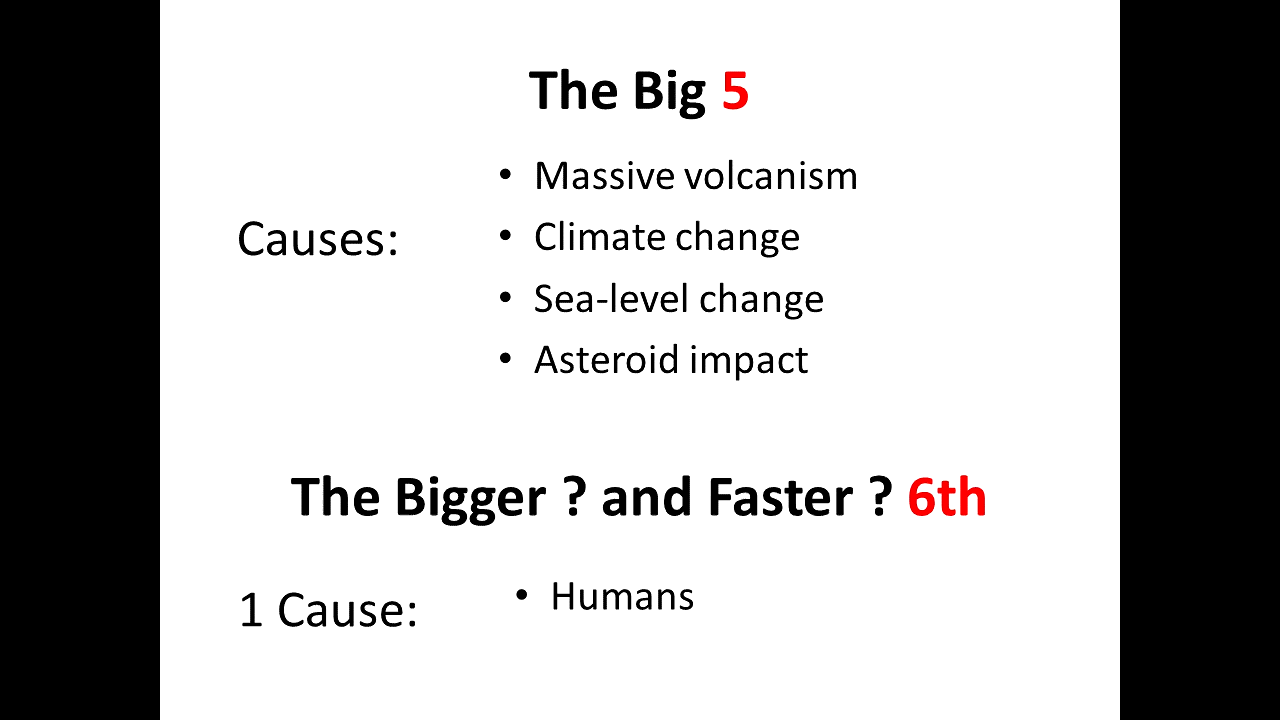 The Big 5
Causes:
• Massive volcanism
• Climate change
• Sea-level change
• Asteroid impact
The Bigger ? and Faster ? 6th
1 Cause:
• Humans